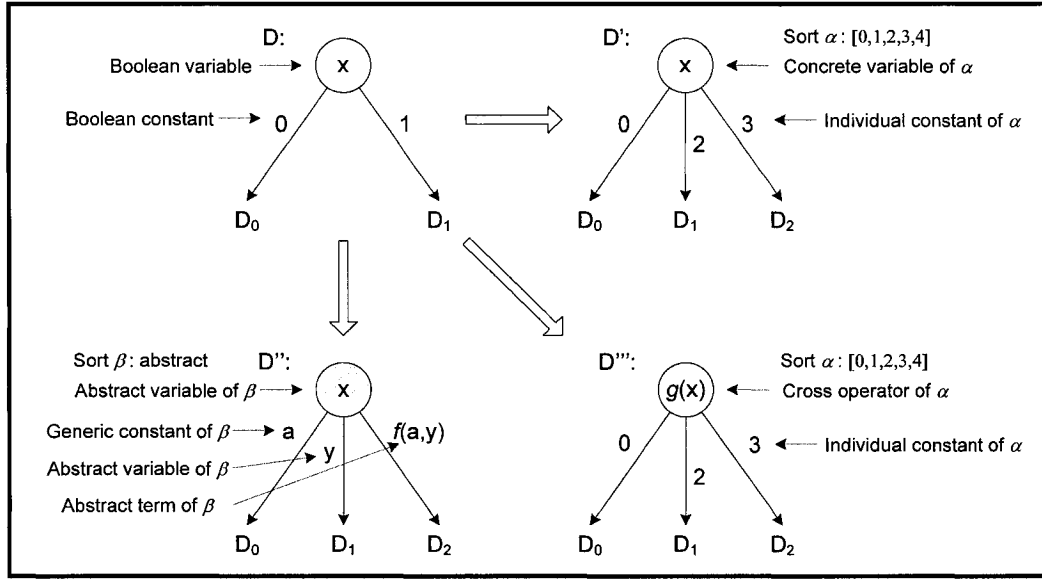 D:
Boolean variable
x
Boolean constant
0
1
D₀
D₁
D':
Sort α: [0,1,2,3,4]
x
Concrete variable of α
0
2
3
Individual constant of α
D₀
D₁
D₂
Sort β: abstract
D'':
Abstract variable of β
x
Generic constant of β
a
y
f(a,y)
Abstract variable of β
Abstract term of β
D₀
D₁
D₂
D''':
Sort α: [0,1,2,3,4]
g(x)
Cross operator of α
0
2
3
Individual constant of α
D₀
D₁
D₂